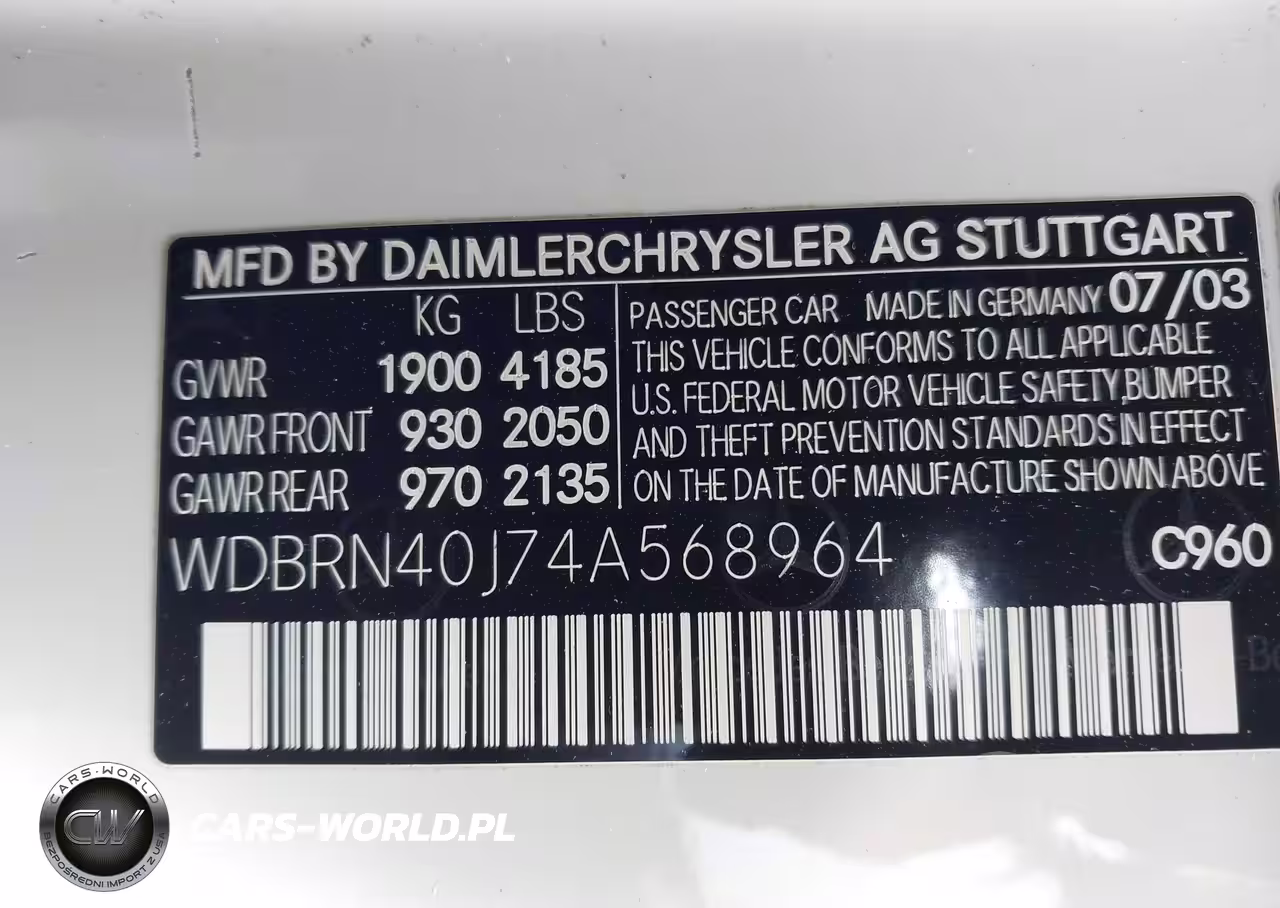 MFD BY DAIMLERCHRYSLER AG STUTTGART
KG LBS
GVWR 1900 4185
GAWR FRONT 930 2050
GAWR REAR 970 2135
PASSENGER CAR MADE IN GERMANY 07/03
THIS VEHICLE CONFORMS TO ALL APPLICABLE
U.S. FEDERAL MOTOR VEHICLE SAFETY, BUMPER
AND THEFT PREVENTION STANDARDS IN EFFECT
ON THE DATE OF MANUFACTURE SHOWN ABOVE
WDBRN40J74A568964 C960
CARS-WORLD
CW
BEZPOŚREDNI IMPORT Z USA
CARS-WORLD.PL